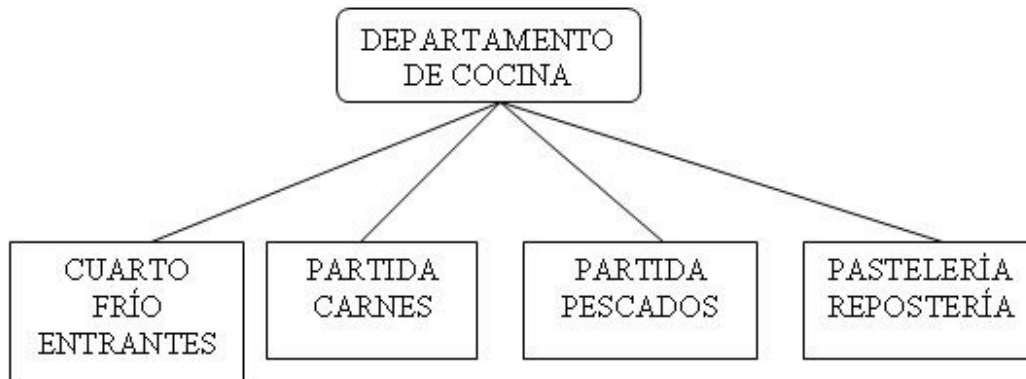 DEPARTAMENTO
DE COCINA
CUARTO
FRÍO
ENTRANTES
PARTIDA
CARNES
PARTIDA
PESCADOS
PASTELERÍA
REPOSTERÍA